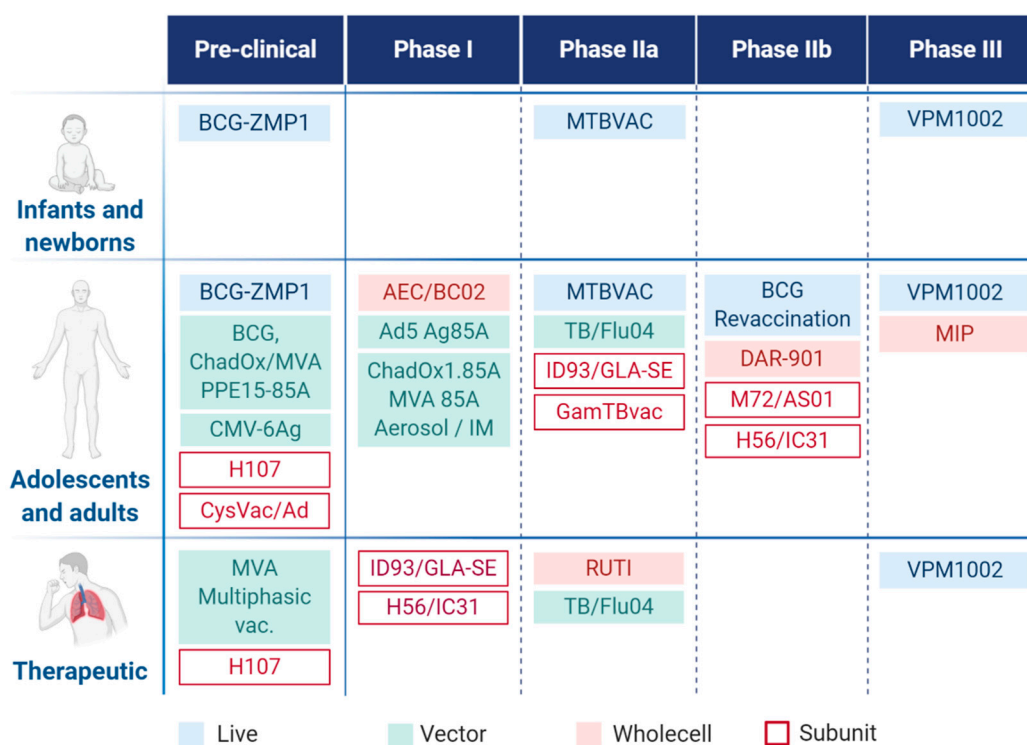 Pre-clinical
Phase I
Phase IIa
Phase IIb
Phase III
Infants and
newborns
BCG-ZMP1
MTBVAC
VPM1002
Adolescents
and adults
BCG-ZMP1
BCG,
ChadOx/MVA
PPE15-85A
CMV-6Ag
H107
CysVac/Ad
AEC/BC02
Ad5 Ag85A
ChadOx1.85A
MVA 85A
Aerosol / IM
MTBVAC
TB/Flu04
ID93/GLA-SE
GamTBvac
BCG
Revaccination
DAR-901
M72/AS01
H56/IC31
VPM1002
MIP
Therapeutic
MVA
Multiphasic
vac.
H107
ID93/GLA-SE
H56/IC31
RUTI
TB/Flu04
VPM1002
Live
Vector
Wholecell
Subunit